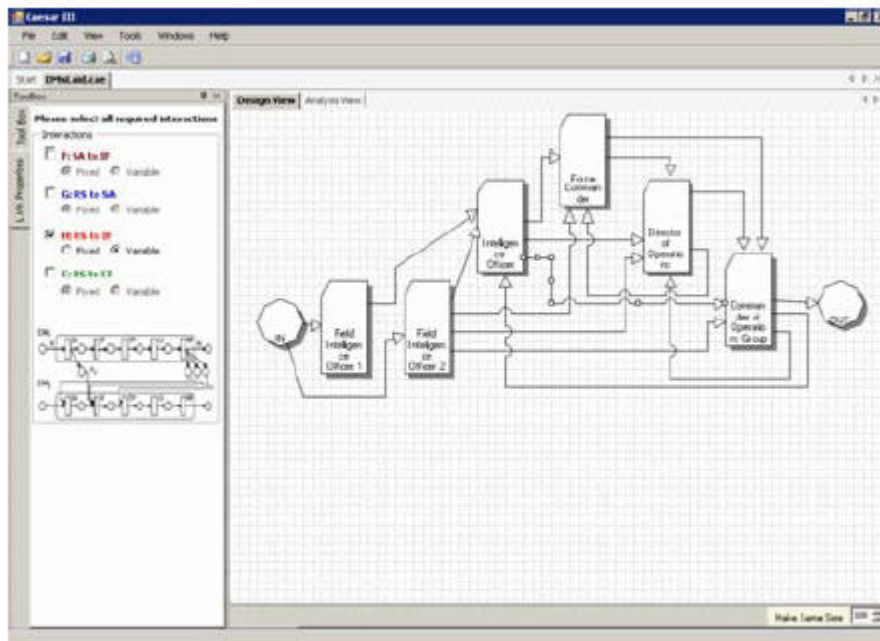 Caesar III
File Edit View Tools Windows Help
Start DMsLaid.cae
Toolbox
Tool Box
Link Properties
Please select all required interactions
Interactions
F: SA to IF
Fixed Variable
G: RS to SA
Fixed Variable
H: RS to IF
Fixed Variable
C: RS to CI
Fixed Variable
Design View Analysis View
IN
Field
Intelligen
ce
Officer 1
Field
Intelligen
ce
Officer 2
Intelligen
ce
Officer
Force
Comman
der
Director
of
Operatio
ns
Comman
der of
Operatio
ns Group
OUT
Make Same Size